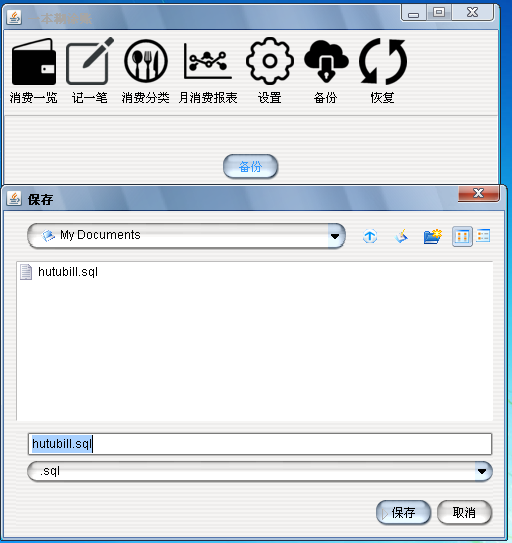 消费一览 记一笔 消费分类 月消费报表 设置 备份 恢复
备份
保存
My Documents
hutubill.sql
hutubill.sql
.sql
保存 取消